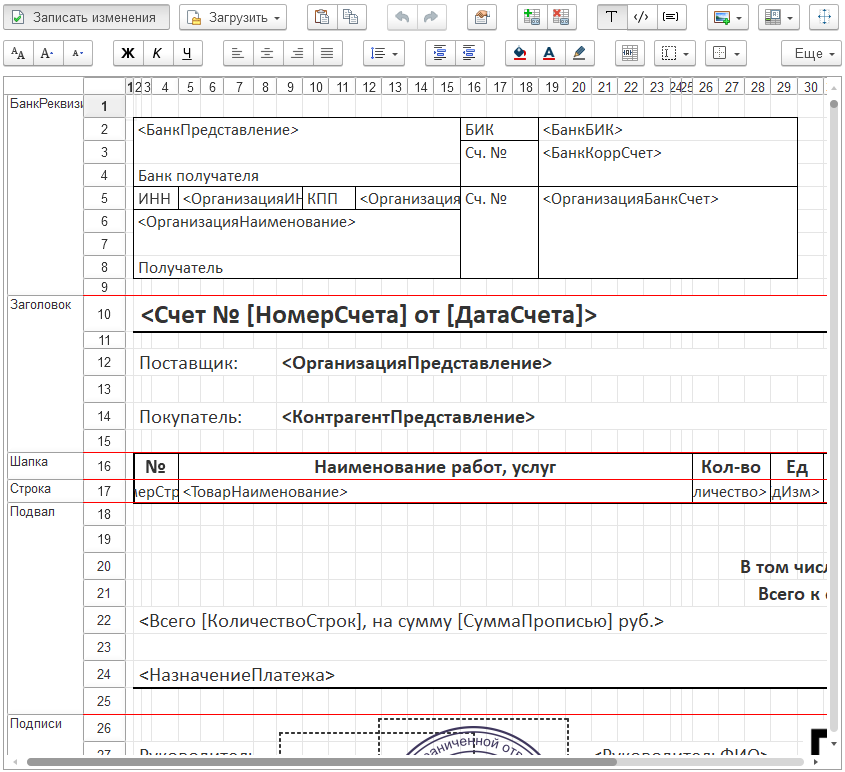 Записать изменения Загрузить
А А А Ж К Ч Еще
1 2 3 4 5 6 7 8 9 10 11 12 13 14 15 16 17 18 19 20 21 22 23 24 25 26 27 28 29 30
БанкРеквизи 1
2 <БанкПредставление> БИК <БанкБИК>
3 Сч. № <БанкКоррСчет>
4 Банк получателя
5 ИНН <ОрганизацияИН КПП <Организация Сч. № <ОрганизацияБанкСчет>
6 <ОрганизацияНаименование>
7
8 Получатель
9
Заголовок 10 <Счет № [НомерСчета] от [ДатаСчета]>
11
12 Поставщик: <ОрганизацияПредставление>
13
14 Покупатель: <КонтрагентПредставление>
15
Шапка 16 № Наименование работ, услуг Кол-во Ед
Строка 17 мерСтр <ТоварНаименование> личество> дИзм>
Подвал 18
19
20 В том числ
21 Всего к
22 <Всего [КоличествоСтрок], на сумму [СуммаПрописью] руб.>
23
24 <НазначениеПлатежа>
25
Подписи 26
27 Руководитель <РуководительФИО>